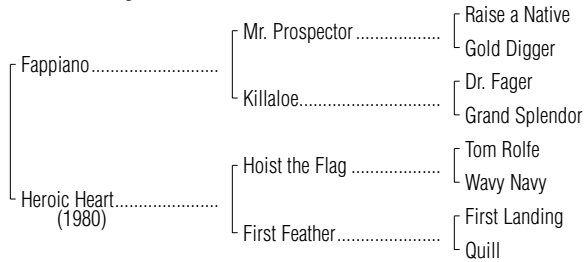 Raise a Native
Mr. Prospector ...................
Gold Digger
Fappiano............................
Dr. Fager
Killaloe...............................
Grand Splendor
Tom Rolfe
Hoist the Flag ...................
Wavy Navy
Heroic Heart.......................
(1980)
First Landing
First Feather.......................
Quill